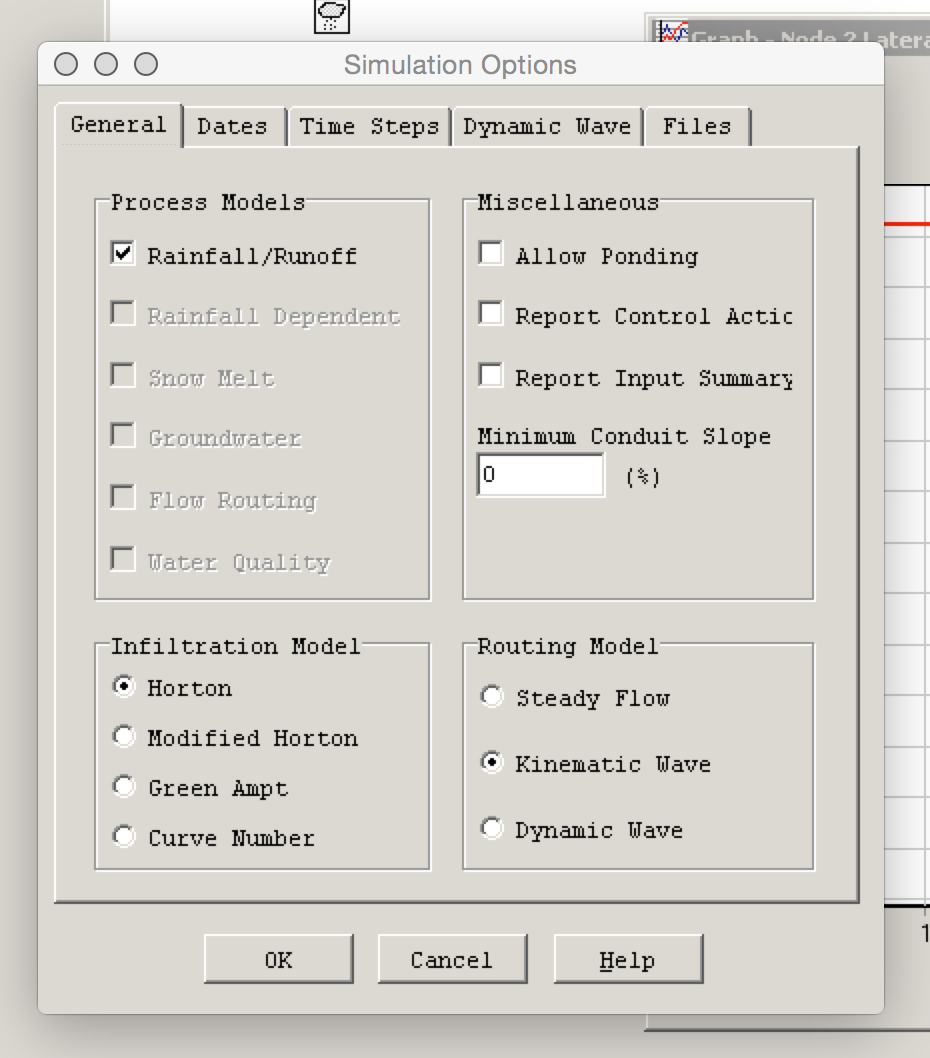 Graph - Node 2 Latera
Simulation Options
General Dates Time Steps Dynamic Wave Files
Process Models
Rainfall/Runoff
Rainfall Dependent
Snow Melt
Groundwater
Flow Routing
Water Quality
Miscellaneous
Allow Ponding
Report Control Actic
Report Input Summary
Minimum Conduit Slope
0 (%)
Infiltration Model
Horton
Modified Horton
Green Ampt
Curve Number
Routing Model
Steady Flow
Kinematic Wave
Dynamic Wave
OK Cancel Help
1